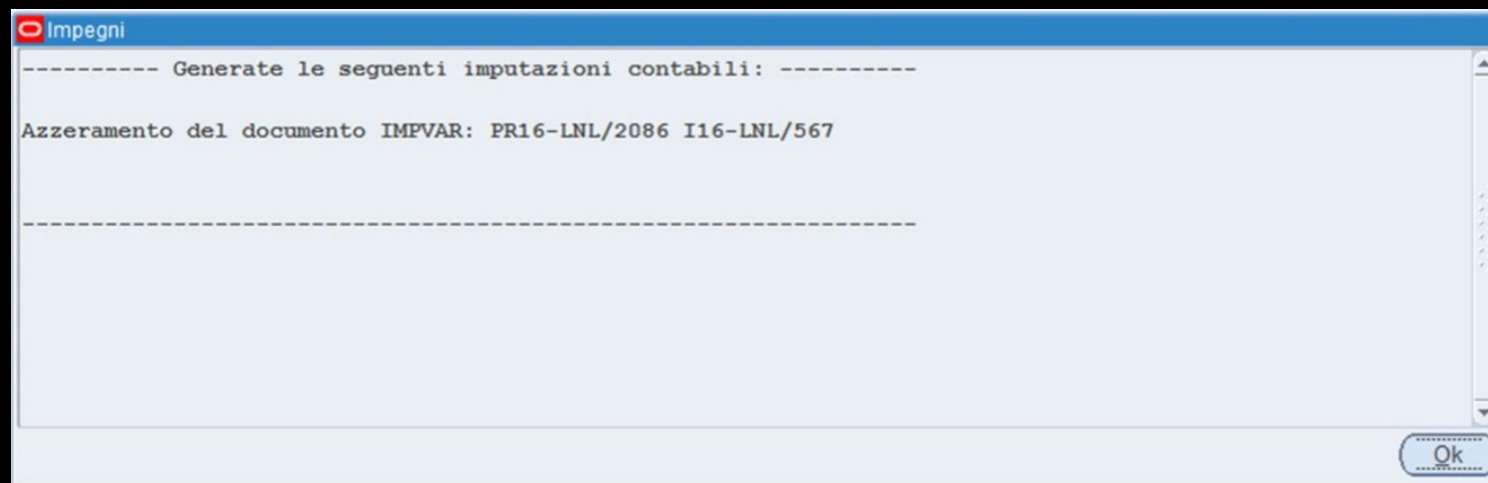 Impegni
---------- Generate le seguenti imputazioni contabili: ----------
Azzeramento del documento IMPVAR: PR16-LNL/2086 I16-LNL/567
-----------------------------------------------------------------
Ok